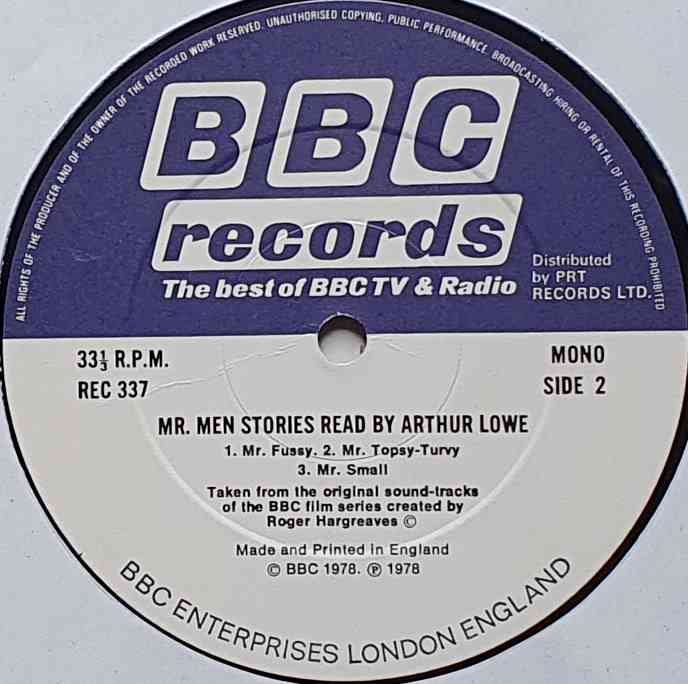 ALL RIGHTS OF THE PRODUCER AND OF THE OWNER OF THE RECORDED WORK RESERVED. UNAUTHORISED COPYING, PUBLIC PERFORMANCE, BROADCASTING HIRING OR RENTAL OF THIS RECORDING PROHIBITED
BBC
records
The best of BBC TV & Radio
Distributed
by PRT
RECORDS LTD.
33⅓ R.P.M.
REC 337
MONO
SIDE 2
MR. MEN STORIES READ BY ARTHUR LOWE
1. Mr. Fussy. 2. Mr. Topsy-Turvy
3. Mr. Small
Taken from the original sound-tracks
of the BBC film series created by
Roger Hargreaves ©
Made and Printed in England
© BBC 1978. ℗ 1978
BBC ENTERPRISES LONDON ENGLAND